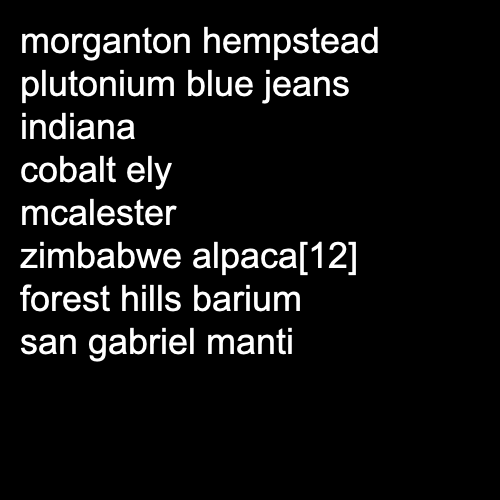 morganton hempstead
plutonium blue jeans
indiana
cobalt ely
mcalester
zimbabwe alpaca[12]
forest hills barium
san gabriel manti